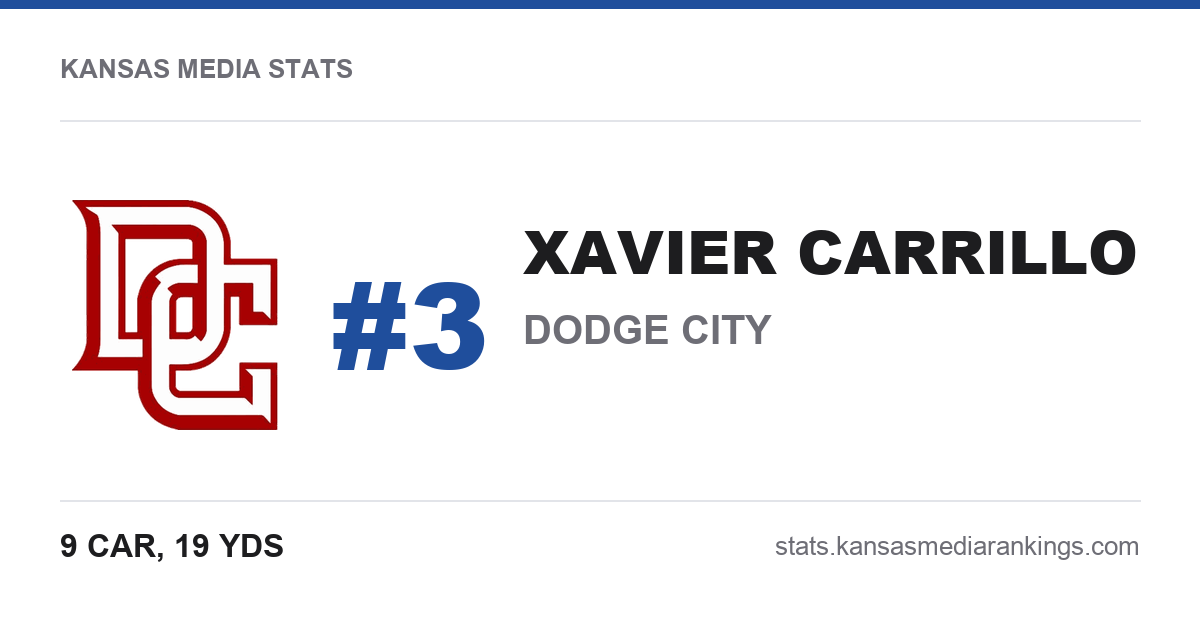 KANSAS MEDIA STATS
DC
#3
XAVIER CARRILLO
DODGE CITY
9 CAR, 19 YDS
stats.kansasmediarankings.com